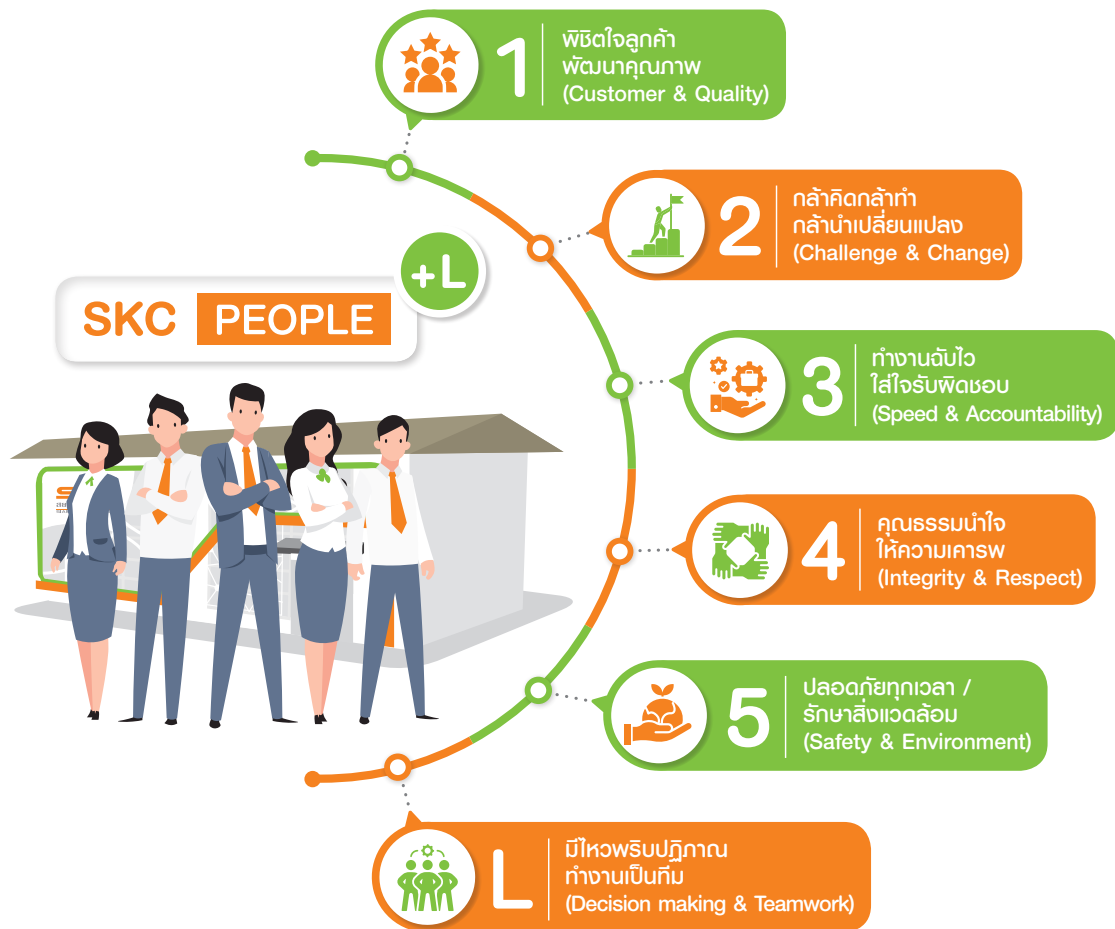 1
พิชิตใจลูกค้า
พัฒนาคุณภาพ
(Customer & Quality)
2
กล้าคิดกล้าทำ
กล้านำเปลี่ยนแปลง
(Challenge & Change)
+L
SKC PEOPLE
3
ทำงานฉับไว
ใส่ใจรับผิดชอบ
(Speed & Accountability)
4
คุณธรรมนำใจ
ให้ความเคารพ
(Integrity & Respect)
5
ปลอดภัยทุกเวลา /
รักษาสิ่งแวดล้อม
(Safety & Environment)
L
มีไหวพริบปฏิภาณ
ทำงานเป็นทีม
(Decision making & Teamwork)